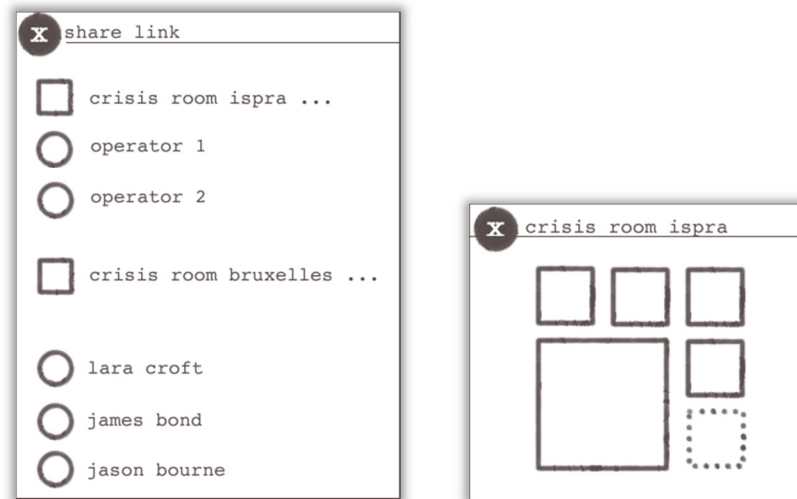 x share link
crisis room ispra ...
operator 1
operator 2
crisis room bruxelles ...
lara croft
james bond
jason bourne
x crisis room ispra